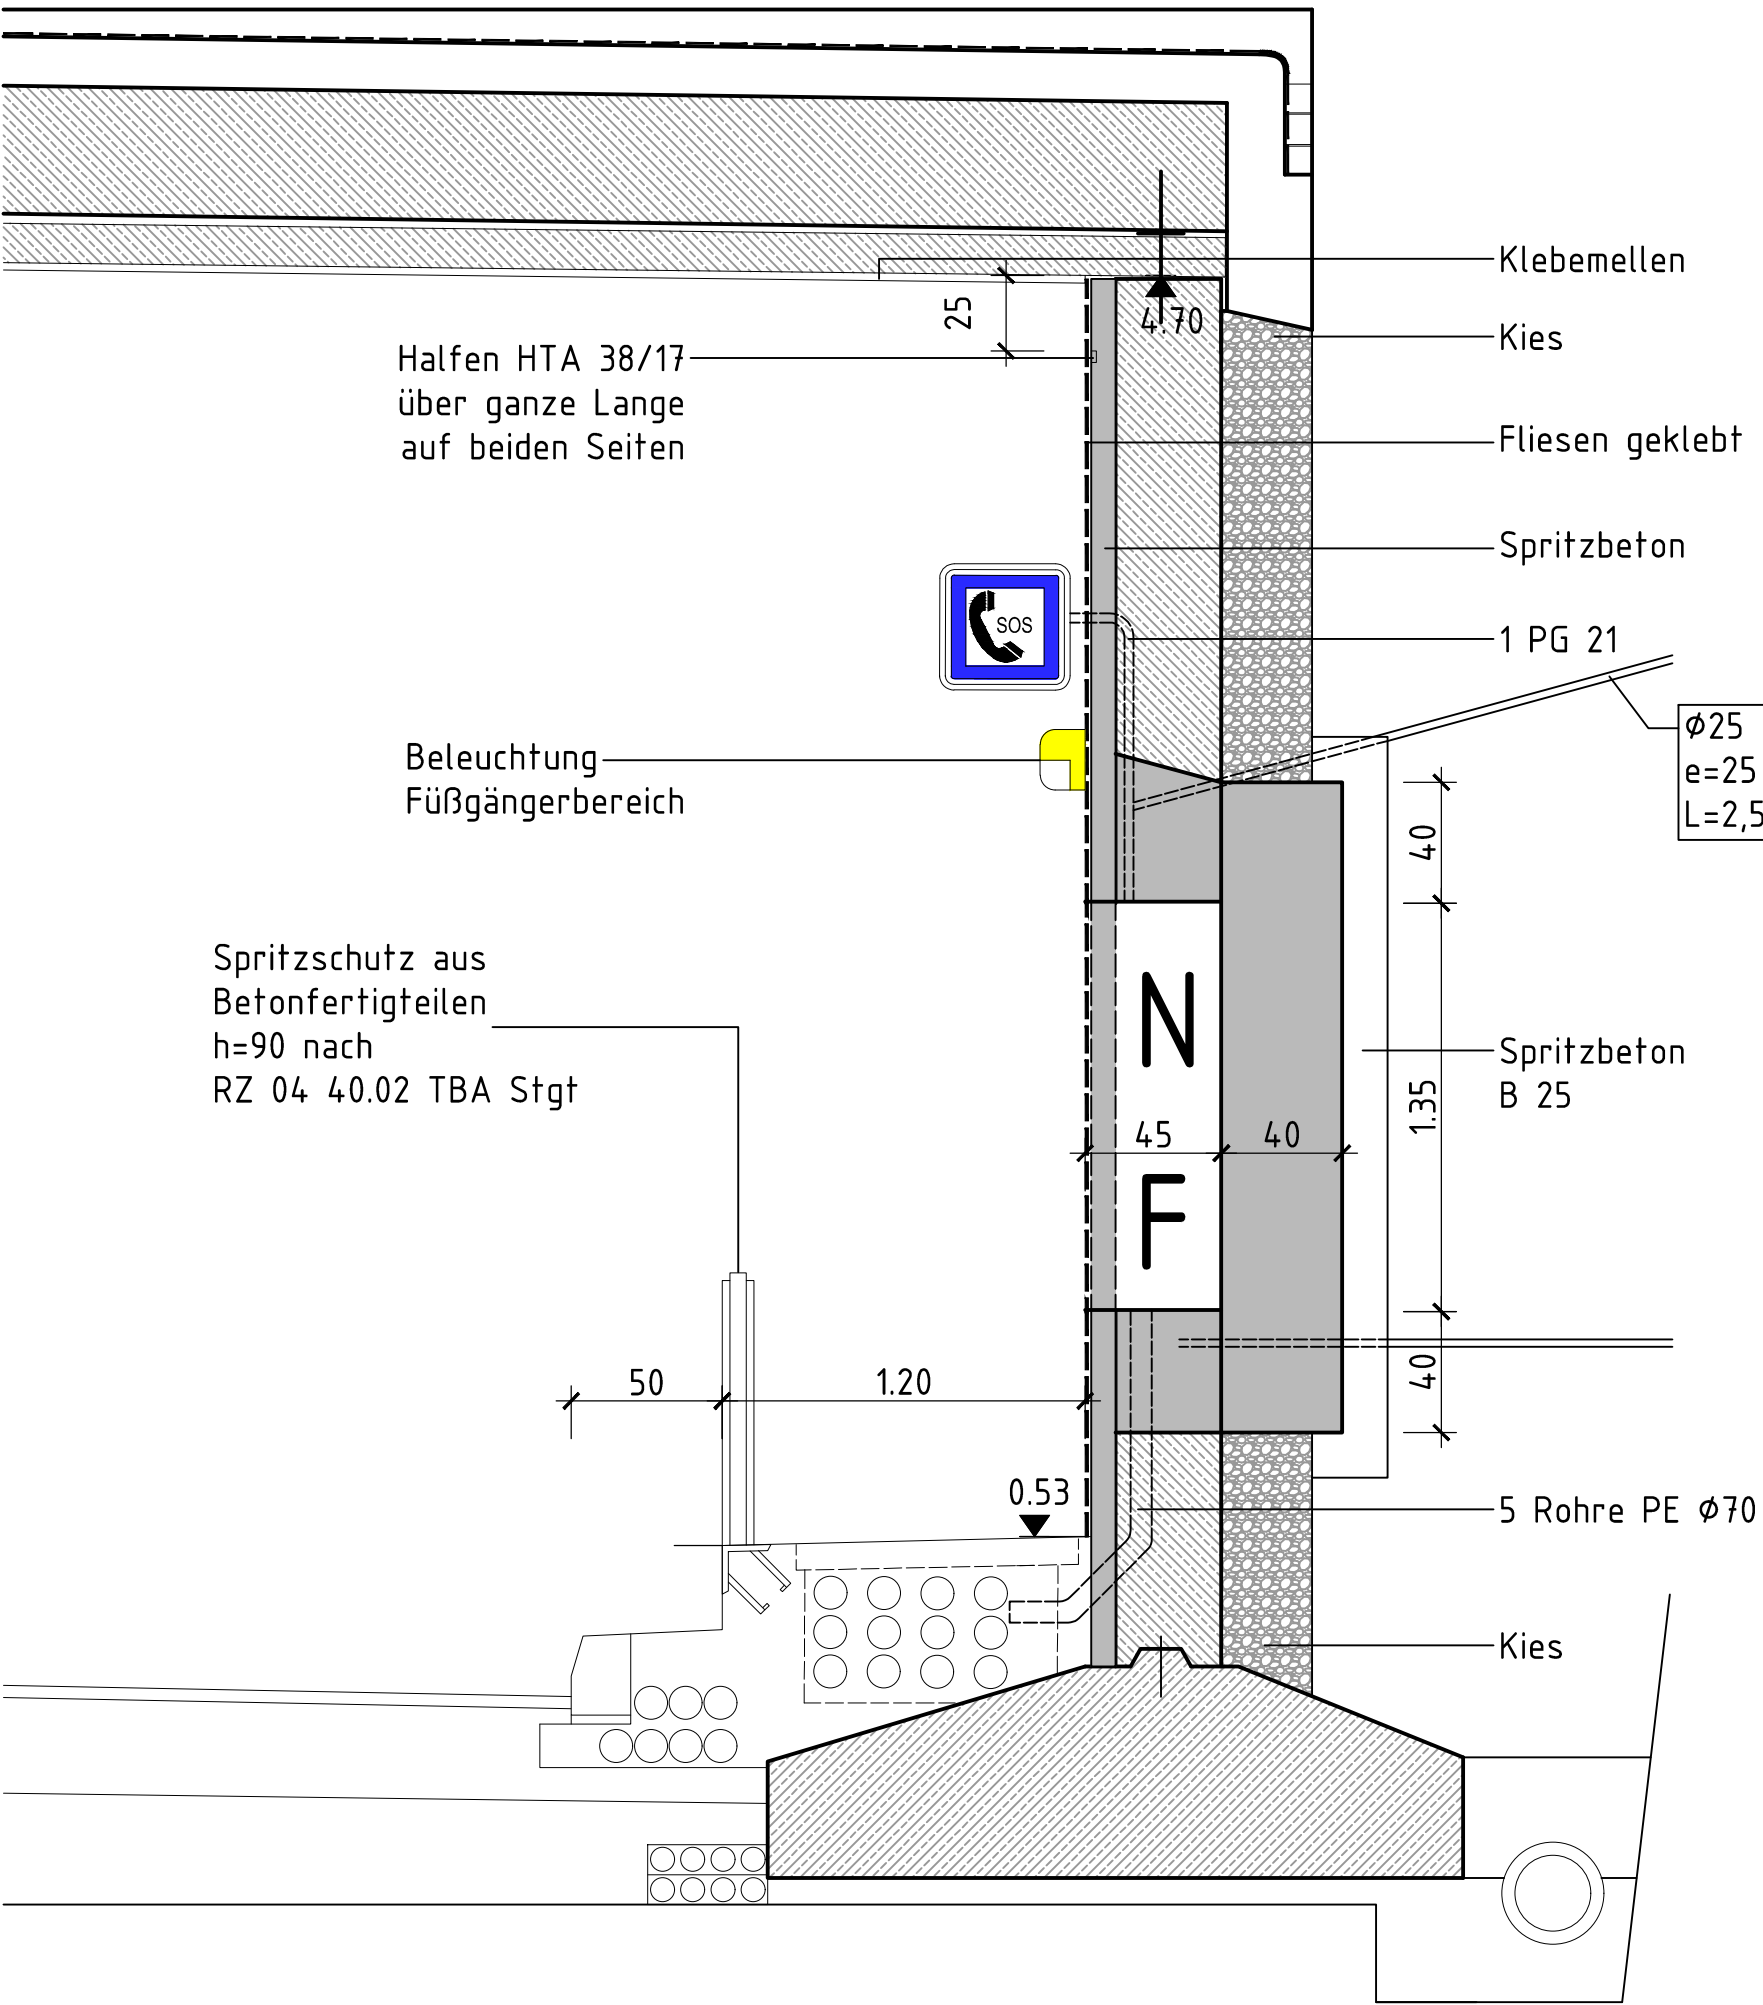 Klebemellen
25
4.70
Kies
Halfen HTA 38/17
über ganze Lange
auf beiden Seiten
Fliesen geklebt
Spritzbeton
SOS
1 PG 21
Φ25
e=25
L=2,5
Beleuchtung
Füßgängerbereich
40
Spritzschutz aus
Betonfertigteilen
h=90 nach
RZ 04 40.02 TBA Stgt
N
Spritzbeton
B 25
1.35
45
40
F
40
50
1.20
0.53
5 Rohre PE Φ70
Kies